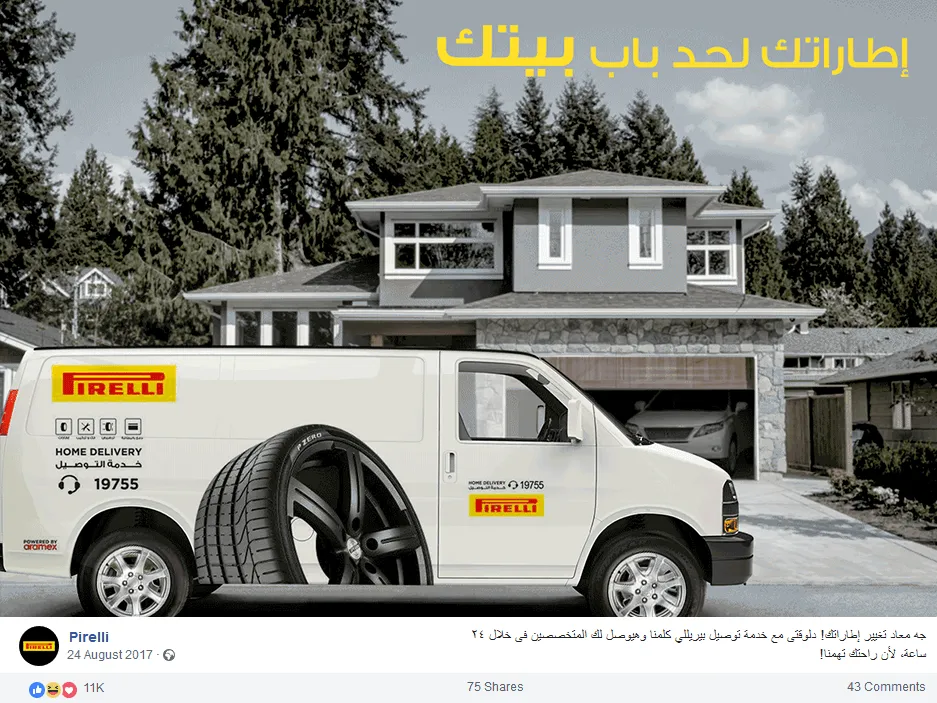 إطاراتك لحد باب بيتك
PIRELLI
HOME DELIVERY
خدمة التوصيل
19755
POWERED BY
aramex
P ZERO
HOME DELIVERY
خدمة التوصيل
19755
PIRELLI
Pirelli
24 August 2017
جه معاد تغيير إطاراتك! دلوقتى مع خدمة توصيل بيريللي كلمنا وهيوصل لك المتخصصين فى خلال ٢٤
ساعة، لأن راحتك تهمنا!
11K
75 Shares
43 Comments